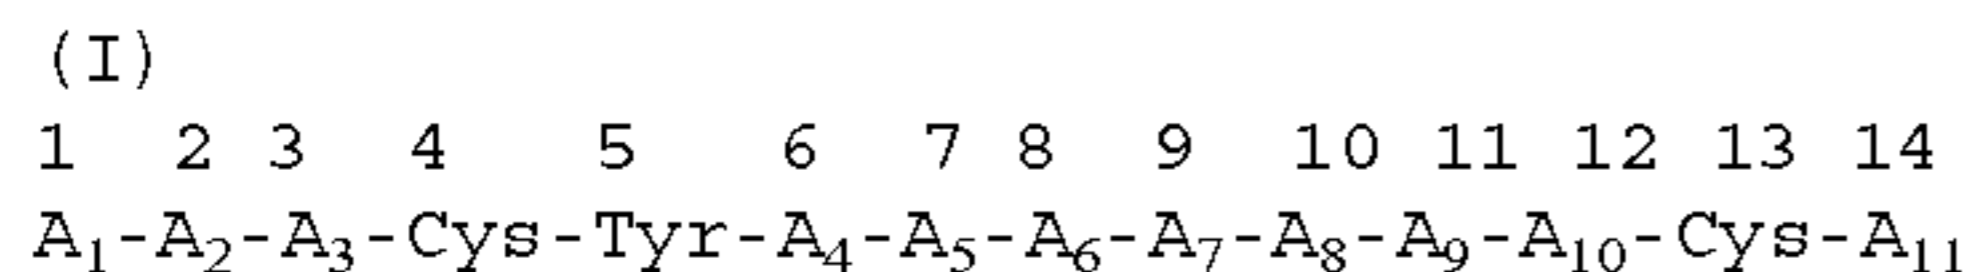 (I)
1 2 3 4 5 6 7 8 9 10 11 12 13 14
A₁-A₂-A₃-Cys-Tyr-A₄-A₅-A₆-A₇-A₈-A₉-A₁₀-Cys-A₁₁